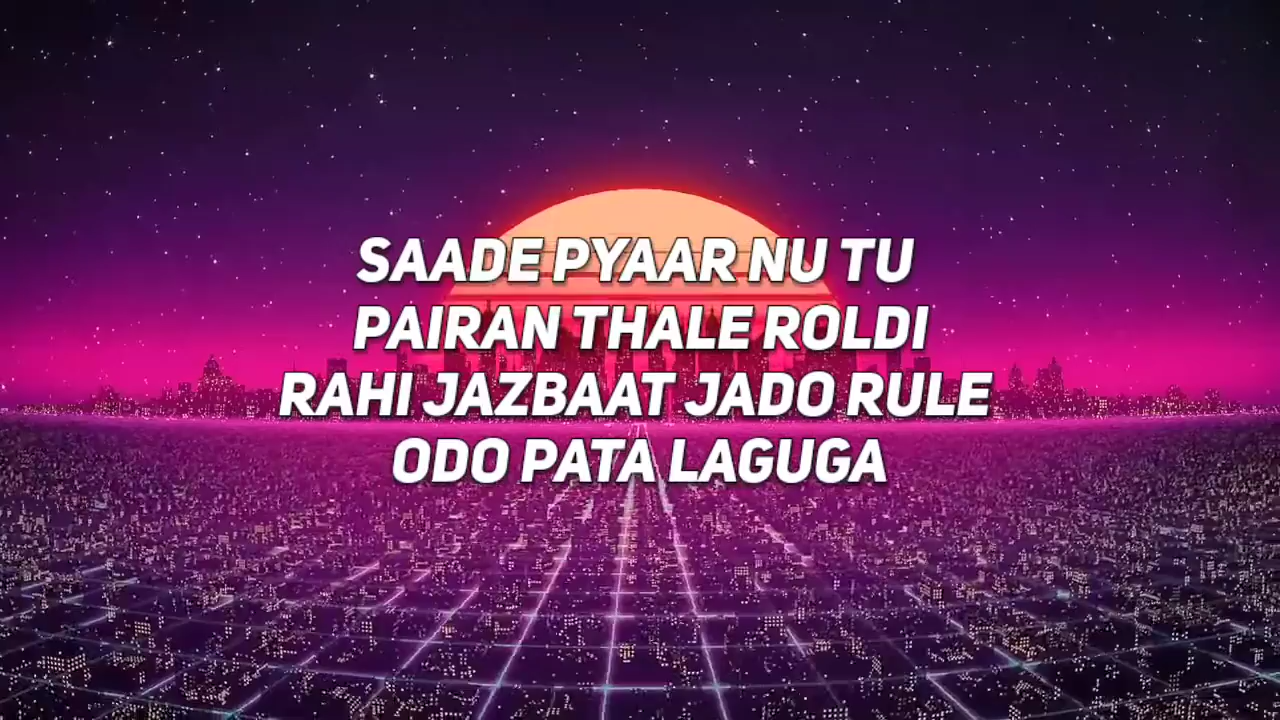 SAADE PYAAR NU TU
PAIRAN THALE ROLDI
RAHI JAZBAAT JADO RULE
ODO PATA LAGUGA